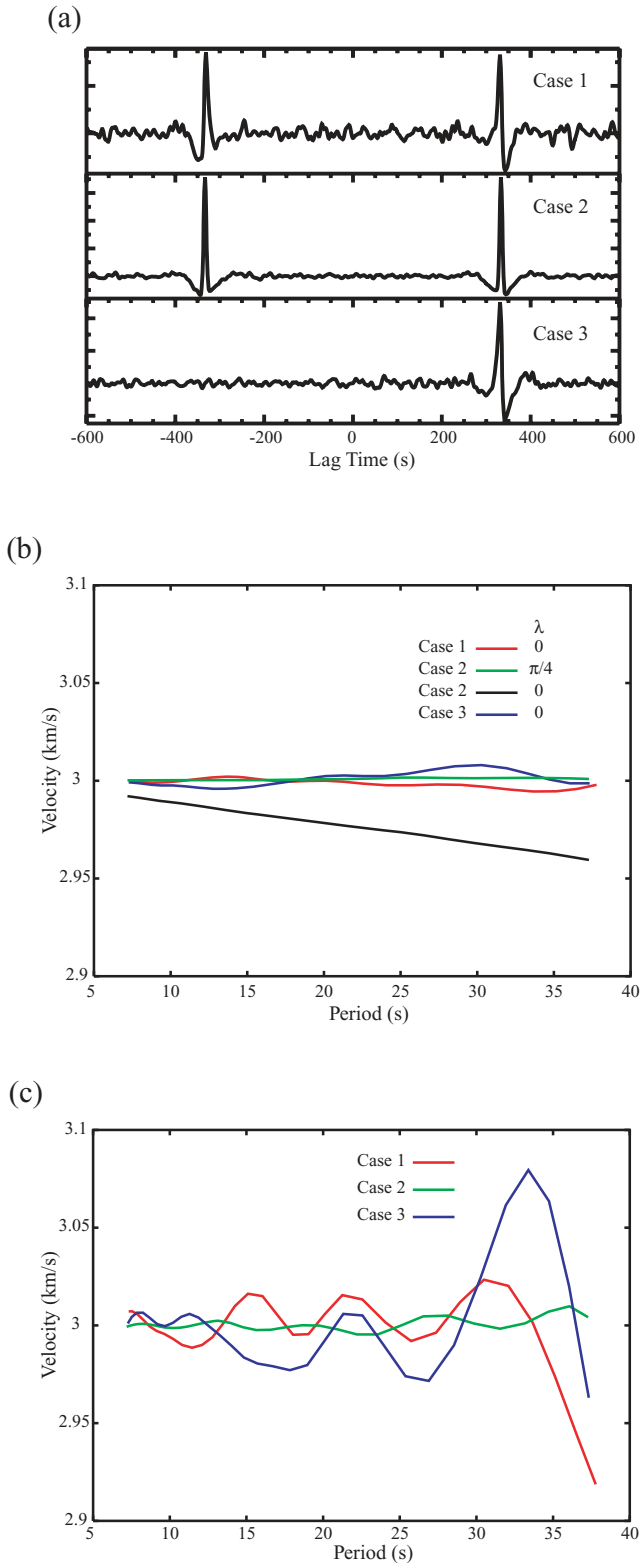 (a)
Case 1
Case 2
Case 3
-600 -400 -200 0 200 400 600
Lag Time (s)
(b)
3.1
3.05
3
2.95
2.9
Velocity (km/s)
λ
Case 1 0
Case 2 π/4
Case 2 0
Case 3 0
5 10 15 20 25 30 35 40
Period (s)
(c)
3.1
3.05
3
2.95
2.9
Velocity (km/s)
Case 1
Case 2
Case 3
5 10 15 20 25 30 35 40
Period (s)